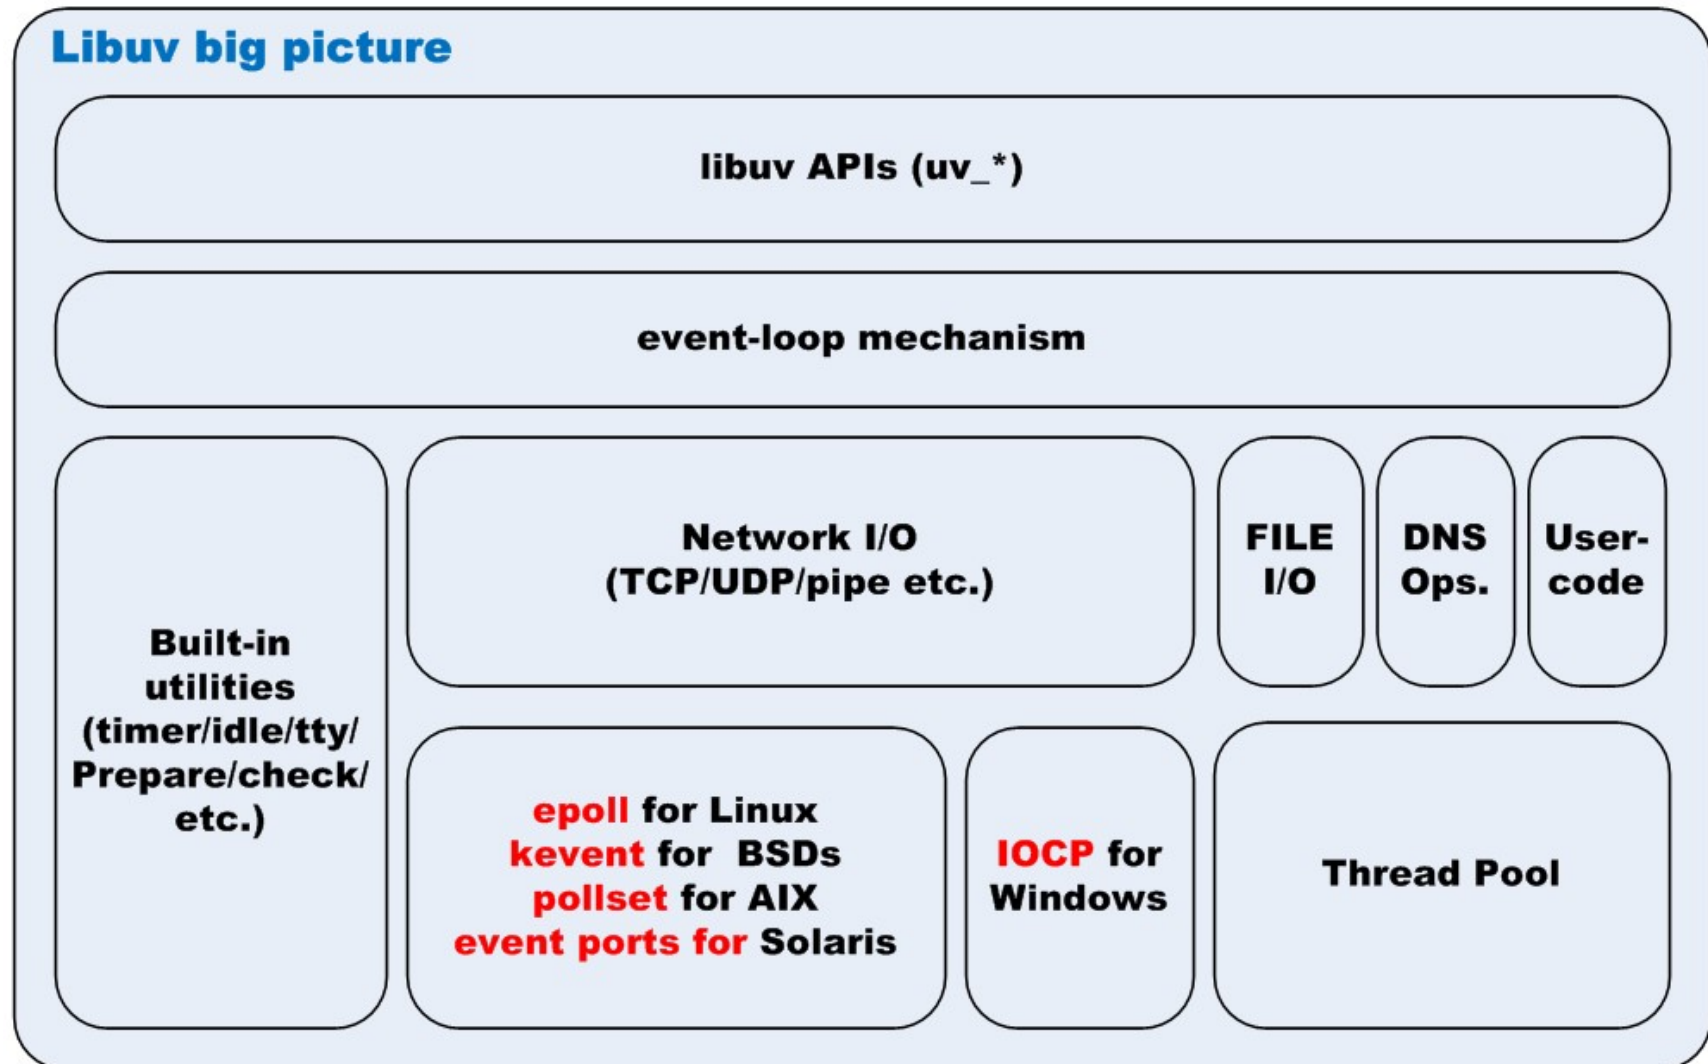 Libuv big picture
libuv APIs (uv_*)
event-loop mechanism
Built-in
utilities
(timer/idle/tty/
Prepare/check/
etc.)
Network I/O
(TCP/UDP/pipe etc.)
FILE
I/O
DNS
Ops.
User-
code
epoll for Linux
kevent for  BSDs
pollset for AIX
event ports for Solaris
IOCP for
Windows
Thread Pool